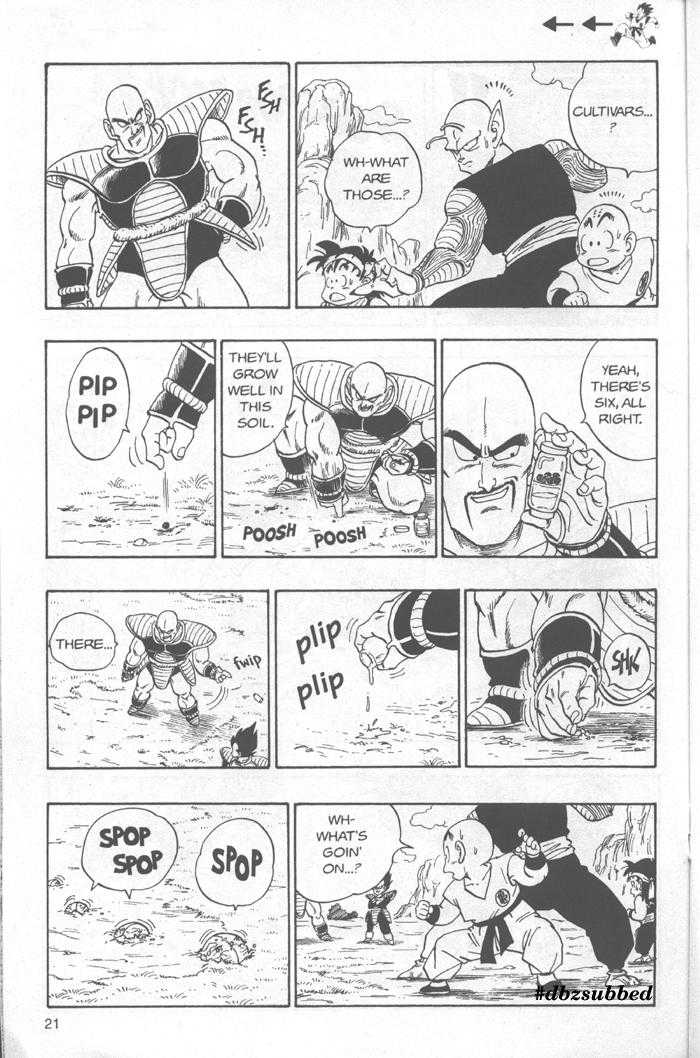 CULTIVARS...
?
WH-WHAT
ARE
THOSE...?
FSH
FSH...
YEAH,
THERE'S
SIX, ALL
RIGHT.
THEY'LL
GROW
WELL IN
THIS
SOIL.
POOSH POOSH
PIP
PIP
SHK
plip
plip
THERE...
fwip
WH-
WHAT'S
GOIN'
ON...?
SPOP
SPOP
SPOP
#dbzsubbed
21